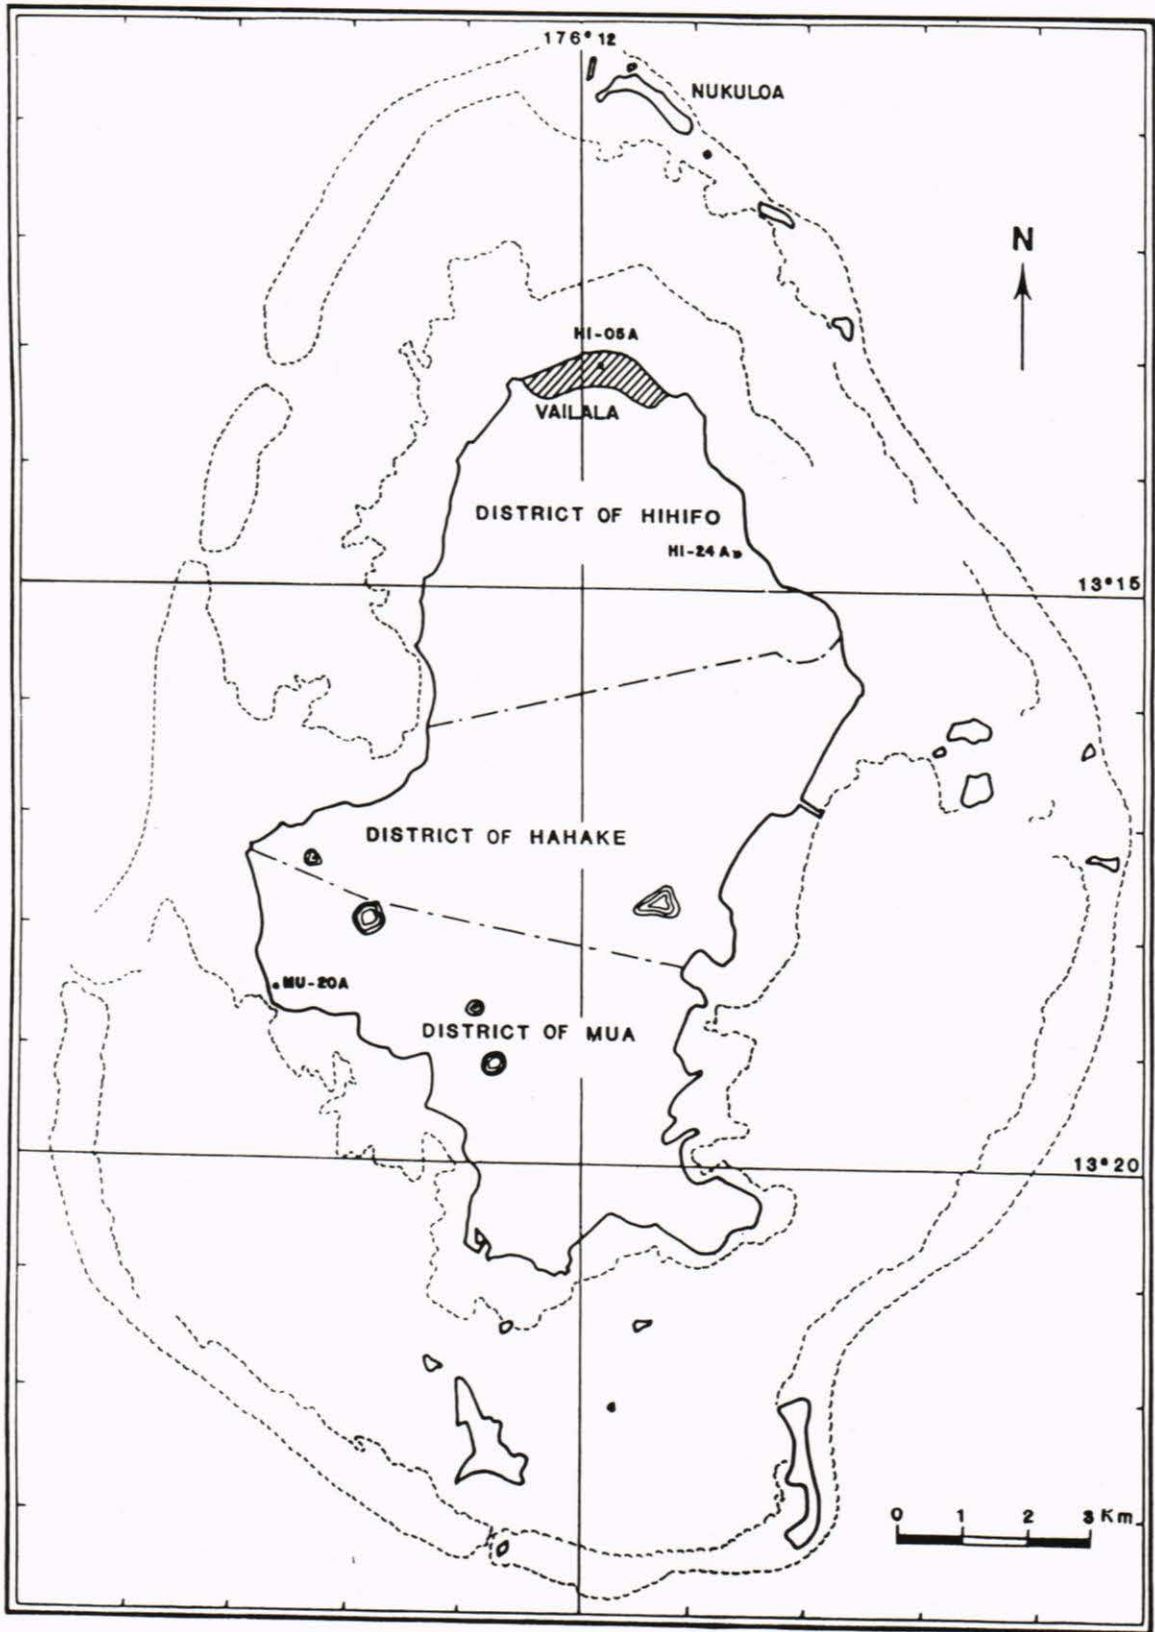 176° 12
NUKULOA
N
HI-05A
VAILALA
DISTRICT OF HIHIFO
HI-24A
13° 15
DISTRICT OF HAHAKE
MU-20A
DISTRICT OF MUA
13° 20
0 1 2 3 Km